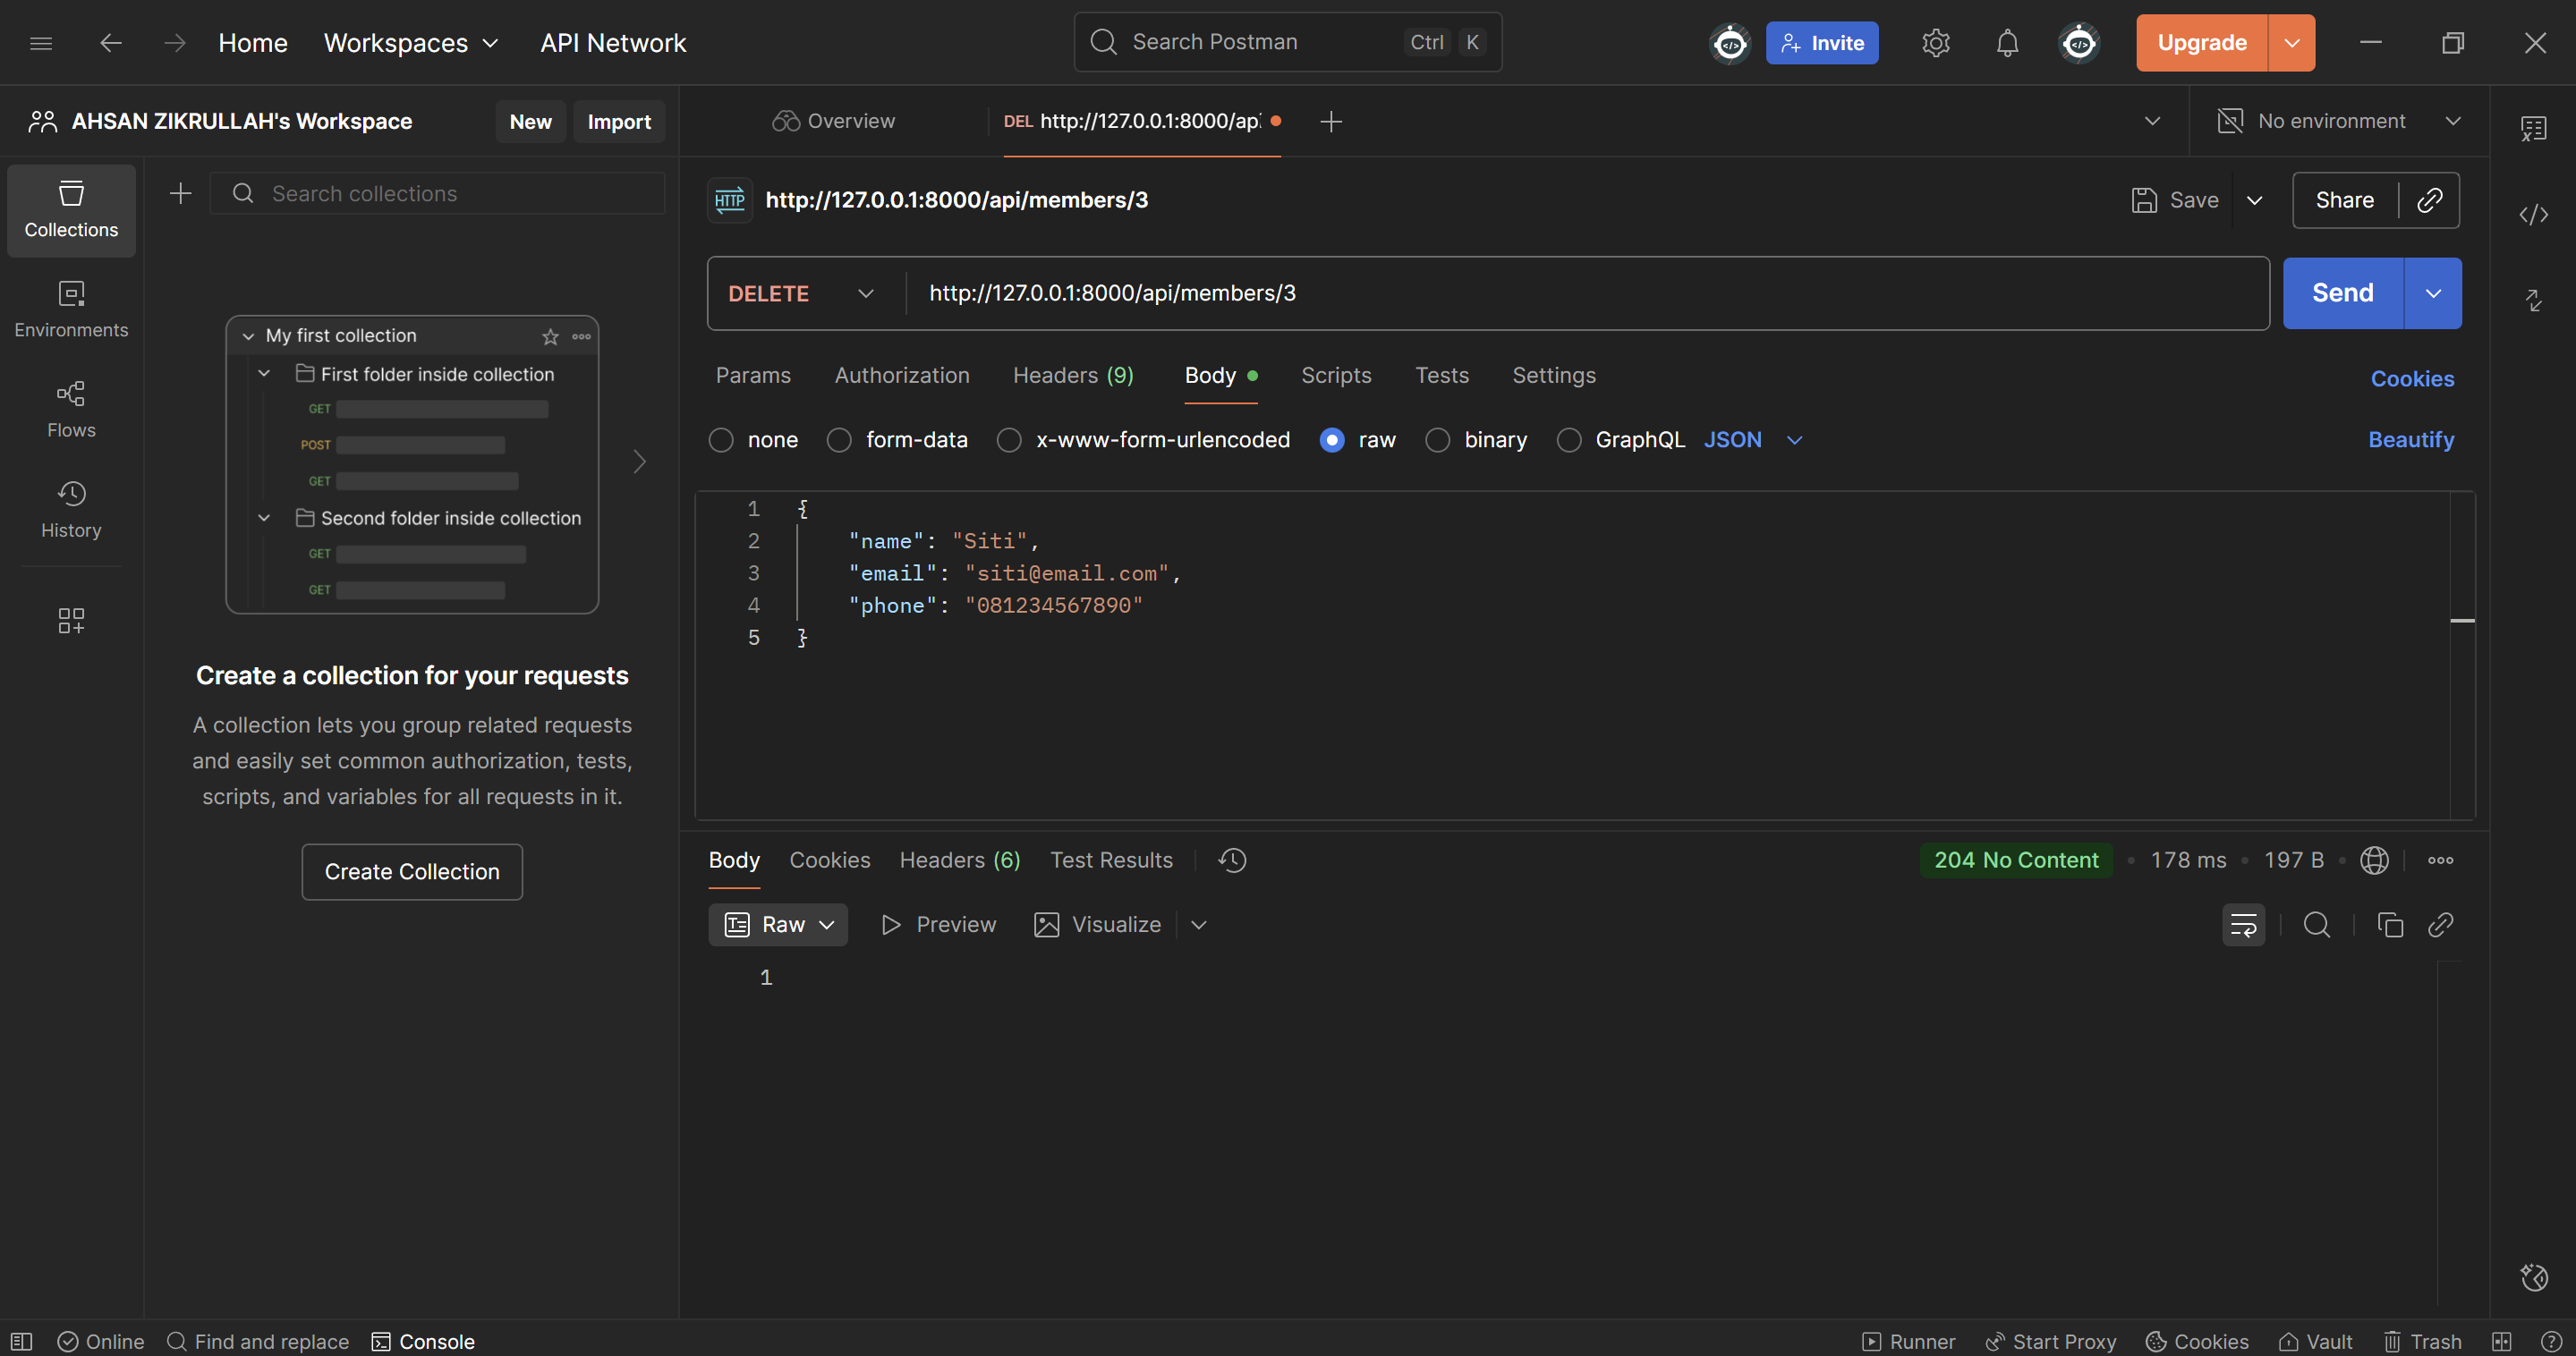 Home Workspaces API Network
Search Postman Ctrl K
Invite
Upgrade
AHSAN ZIKRULLAH's Workspace
New Import
Overview
DEL http://127.0.0.1:8000/api
No environment
Collections
Environments
Flows
History
Search collections
My first collection
First folder inside collection
GET
POST
GET
Second folder inside collection
GET
GET
Create a collection for your requests
A collection lets you group related requests
and easily set common authorization, tests,
scripts, and variables for all requests in it.
Create Collection
HTTP http://127.0.0.1:8000/api/members/3
Save Share
DELETE http://127.0.0.1:8000/api/members/3
Send
Params Authorization Headers (9) Body Scripts Tests Settings
Cookies
none form-data x-www-form-urlencoded raw binary GraphQL JSON
Beautify
1 {
2 "name": "Siti",
3 "email": "siti@email.com",
4 "phone": "081234567890"
5 }
Body Cookies Headers (6) Test Results
204 No Content 178 ms 197 B
Raw Preview Visualize
1
Online Find and replace Console
Runner Start Proxy Cookies Vault Trash